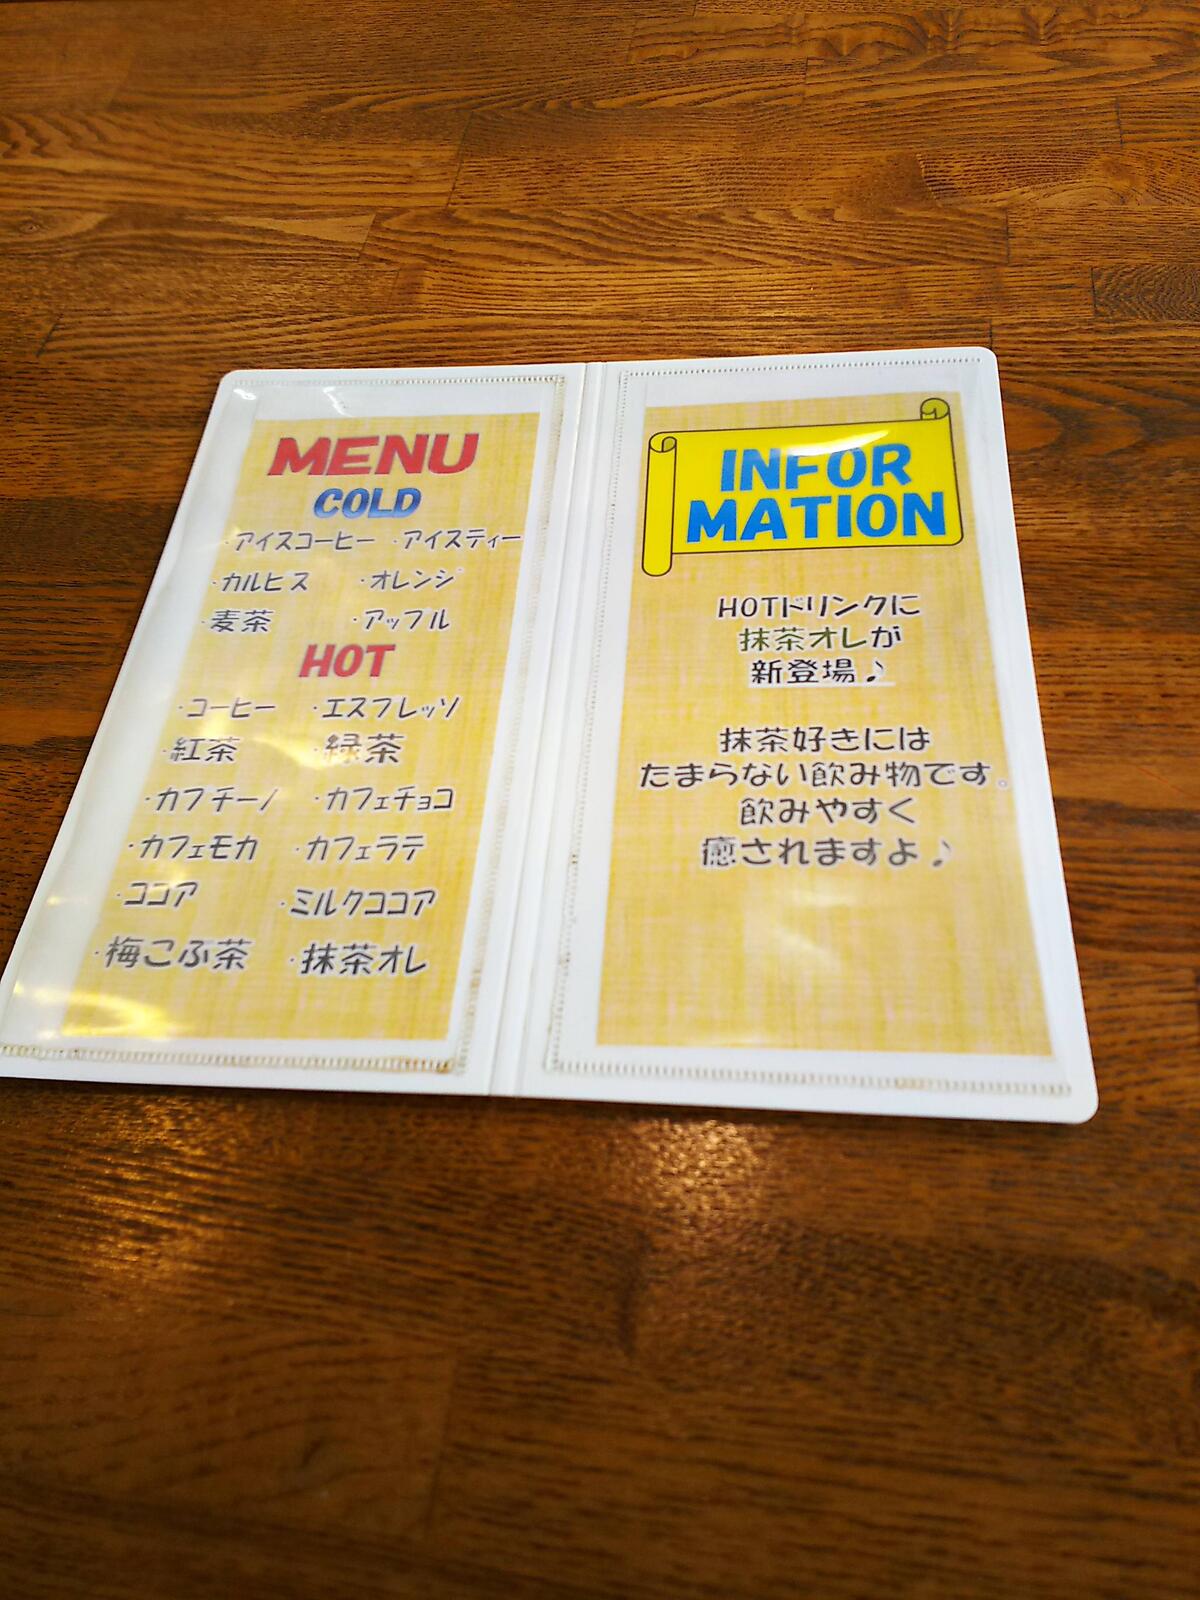 MENU
COLD
・アイスコーヒー ・アイスティー
・カルピス ・オレンジ
・麦茶 ・アップル
HOT
・コーヒー ・エスプレッソ
・紅茶 ・緑茶
・カプチーノ ・カフェチョコ
・カフェモカ ・カフェラテ
・ココア ・ミルクココア
・梅こぶ茶 ・抹茶オレ
INFOR
MATION
HOTドリンクに
抹茶オレが
新登場♪
抹茶好きには
たまらない飲み物です。
飲みやすく
癒されますよ♪